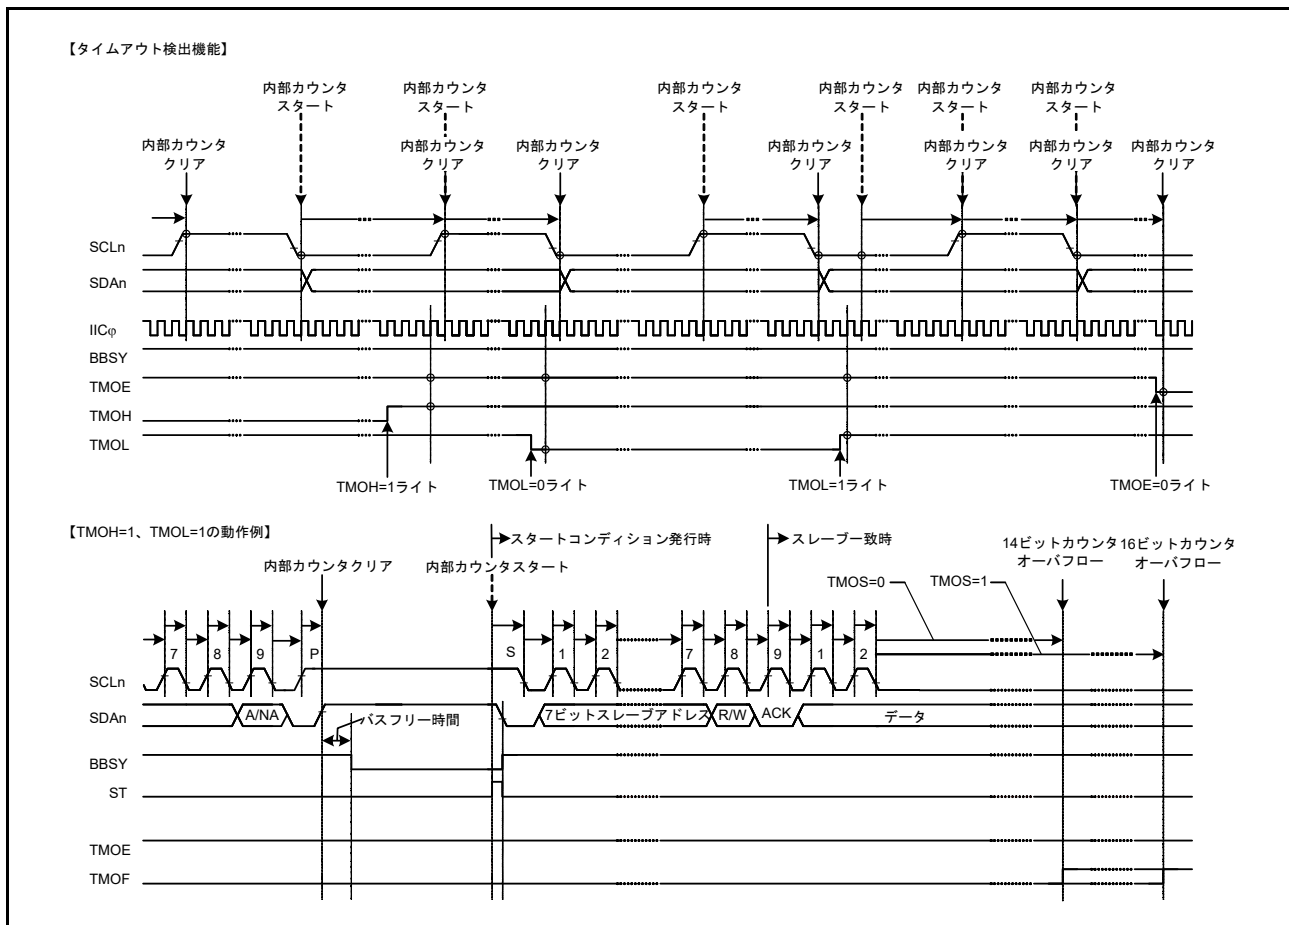 【タイムアウト検出機能】
内部カウンタ
スタート
内部カウンタ
スタート
内部カウンタ
スタート
内部カウンタ
スタート
内部カウンタ
スタート
内部カウンタ
スタート
内部カウンタ
クリア
内部カウンタ
クリア
内部カウンタ
クリア
内部カウンタ
クリア
内部カウンタ
クリア
内部カウンタ
クリア
内部カウンタ
クリア
SCLn
SDAn
IICφ
BBSY
TMOE
TMOH
TMOL
TMOH=1ライト
TMOL=0ライト
TMOL=1ライト
TMOE=0ライト
【TMOH=1、TMOL=1の動作例】
スタートコンディション発行時
スレーブ一致時
14ビットカウンタ
オーバフロー
16ビットカウンタ
オーバフロー
内部カウンタクリア
内部カウンタスタート
TMOS=0
TMOS=1
7 8 9 P S 1 2 7 8 9 1 2
SCLn
SDAn
A/NA
7ビットスレーブアドレス
R/W
ACK
データ
バスフリー時間
BBSY
ST
TMOE
TMOF